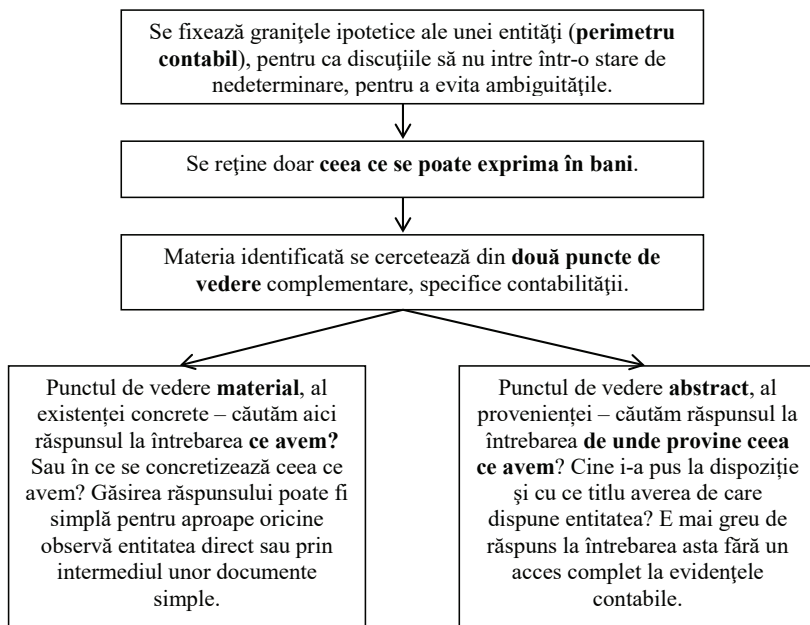 Se fixează graniţele ipotetice ale unei entităţi (perimetru
contabil), pentru ca discuţiile să nu intre într-o stare de
nedeterminare, pentru a evita ambiguităţile.
Se reţine doar ceea ce se poate exprima în bani.
Materia identificată se cercetează din două puncte de
vedere complementare, specifice contabilităţii.
Punctul de vedere material, al
existenței concrete – căutăm aici
răspunsul la întrebarea ce avem?
Sau în ce se concretizează ceea ce
avem? Găsirea răspunsului poate fi
simplă pentru aproape oricine
observă entitatea direct sau prin
intermediul unor documente
simple.
Punctul de vedere abstract, al
provenienței – căutăm răspunsul la
întrebarea de unde provine ceea
ce avem? Cine i-a pus la dispoziţie
şi cu ce titlu averea de care
dispune entitatea? E mai greu de
răspuns la întrebarea asta fără un
acces complet la evidenţele
contabile.